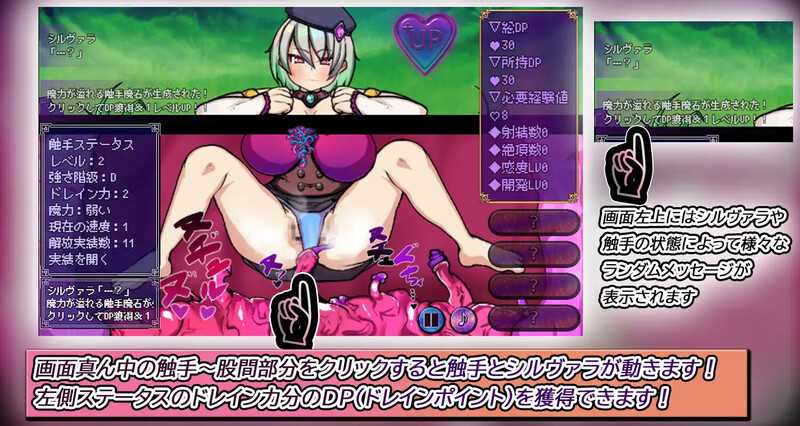 シルヴァラ
「…？」
魔力が溢れる触手魔石が生成された！
クリックしてDP獲得&１レベルUP！！
UP
▽総DP
♡30
▽所持DP
♡30
▽必要経験値
♡8
◆射精数0
◆絶頂数0
◆感度LV0
◆開発LV0
触手ステータス
レベル：2
強さ階級：D
ドレイン力：2
魔力：弱い
現在の速度：1
解放実績数：11
実績を開く
シルヴァラ「…？」
魔力が溢れる触手魔石が
クリックしてDP獲得&１
？
？
？
？
シルヴァラ
「…？」
魔力が溢れる触手魔石が生成された！
クリックしてDP獲得&１レベルUP！！
画面左上にはシルヴァラや
触手の状態によって様々な
ランダムメッセージが
表示されます
画面真ん中の触手～股間部分をクリックすると触手とシルヴァラが動きます！
左側ステータスのドレイン力分のDP（ドレインポイント）を獲得できます！